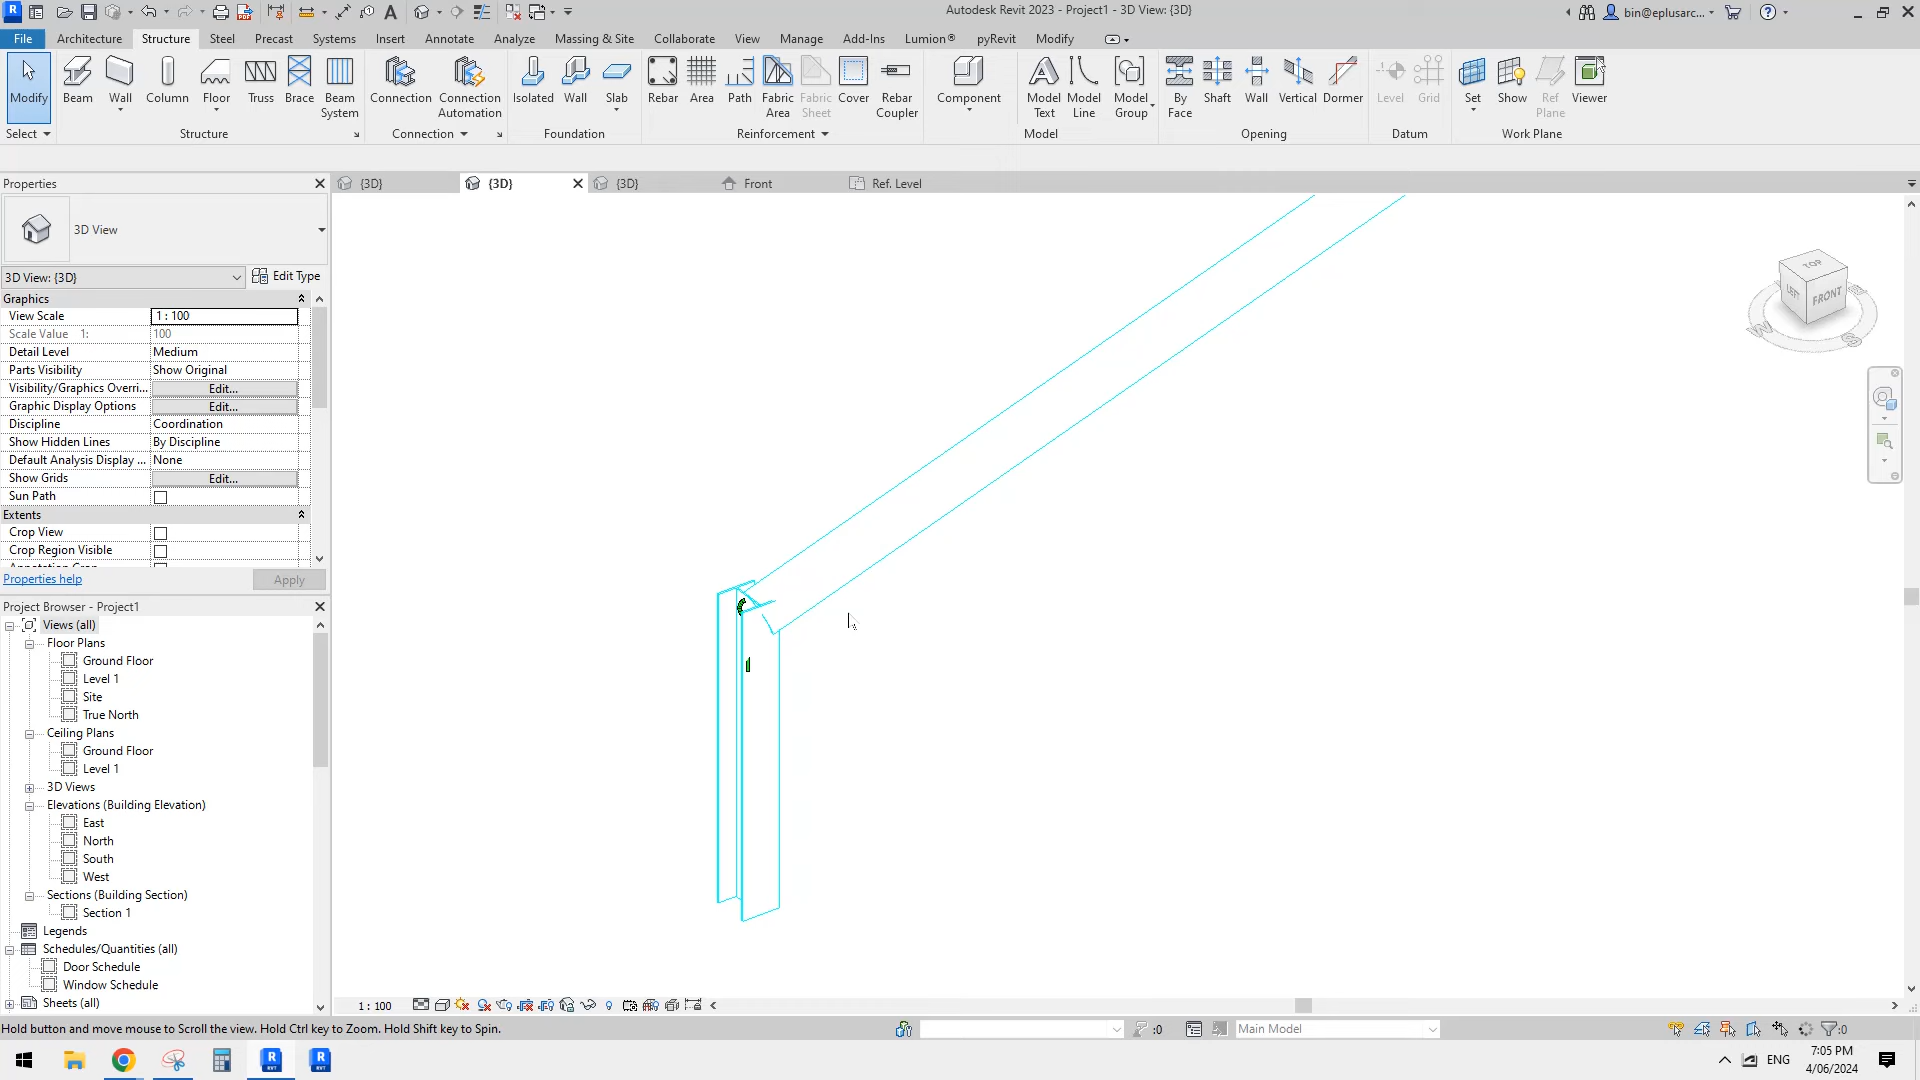 Autodesk Revit 2023 - Project1 - 3D View: {3D}
bin@eplusarc...
File Architecture Structure Steel Precast Systems Insert Annotate Analyze Massing & Site Collaborate View Manage Add-Ins Lumion® pyRevit Modify
Modify Beam Wall Column Floor Truss Brace Beam System Connection Connection Automation Isolated Wall Slab Rebar Area Path Fabric Area Fabric Sheet Cover Rebar Coupler Component Model Text Model Line Model Group By Face Shaft Wall Vertical Dormer Level Grid Set Show Ref Plane Viewer
Select Structure Connection Foundation Reinforcement Model Opening Datum Work Plane
Properties
{3D} {3D} {3D} Front Ref. Level
3D View
3D View: {3D} Edit Type
Graphics
View Scale 1 : 100
Scale Value 1: 100
Detail Level Medium
Parts Visibility Show Original
Visibility/Graphics Overri... Edit...
Graphic Display Options Edit...
Discipline Coordination
Show Hidden Lines By Discipline
Default Analysis Display ... None
Show Grids Edit...
Sun Path
Extents
Crop View
Crop Region Visible
Properties help Apply
TOP
LEFT FRONT
W S
Project Browser - Project1
Views (all)
Floor Plans
Ground Floor
Level 1
Site
True North
Ceiling Plans
Ground Floor
Level 1
3D Views
Elevations (Building Elevation)
East
North
South
West
Sections (Building Section)
Section 1
Legends
Schedules/Quantities (all)
Door Schedule
Window Schedule
Sheets (all)
1 : 100
Hold button and move mouse to Scroll the view. Hold Ctrl key to Zoom. Hold Shift key to Spin.
:0
Main Model
:0
ENG
7:05 PM
4/06/2024